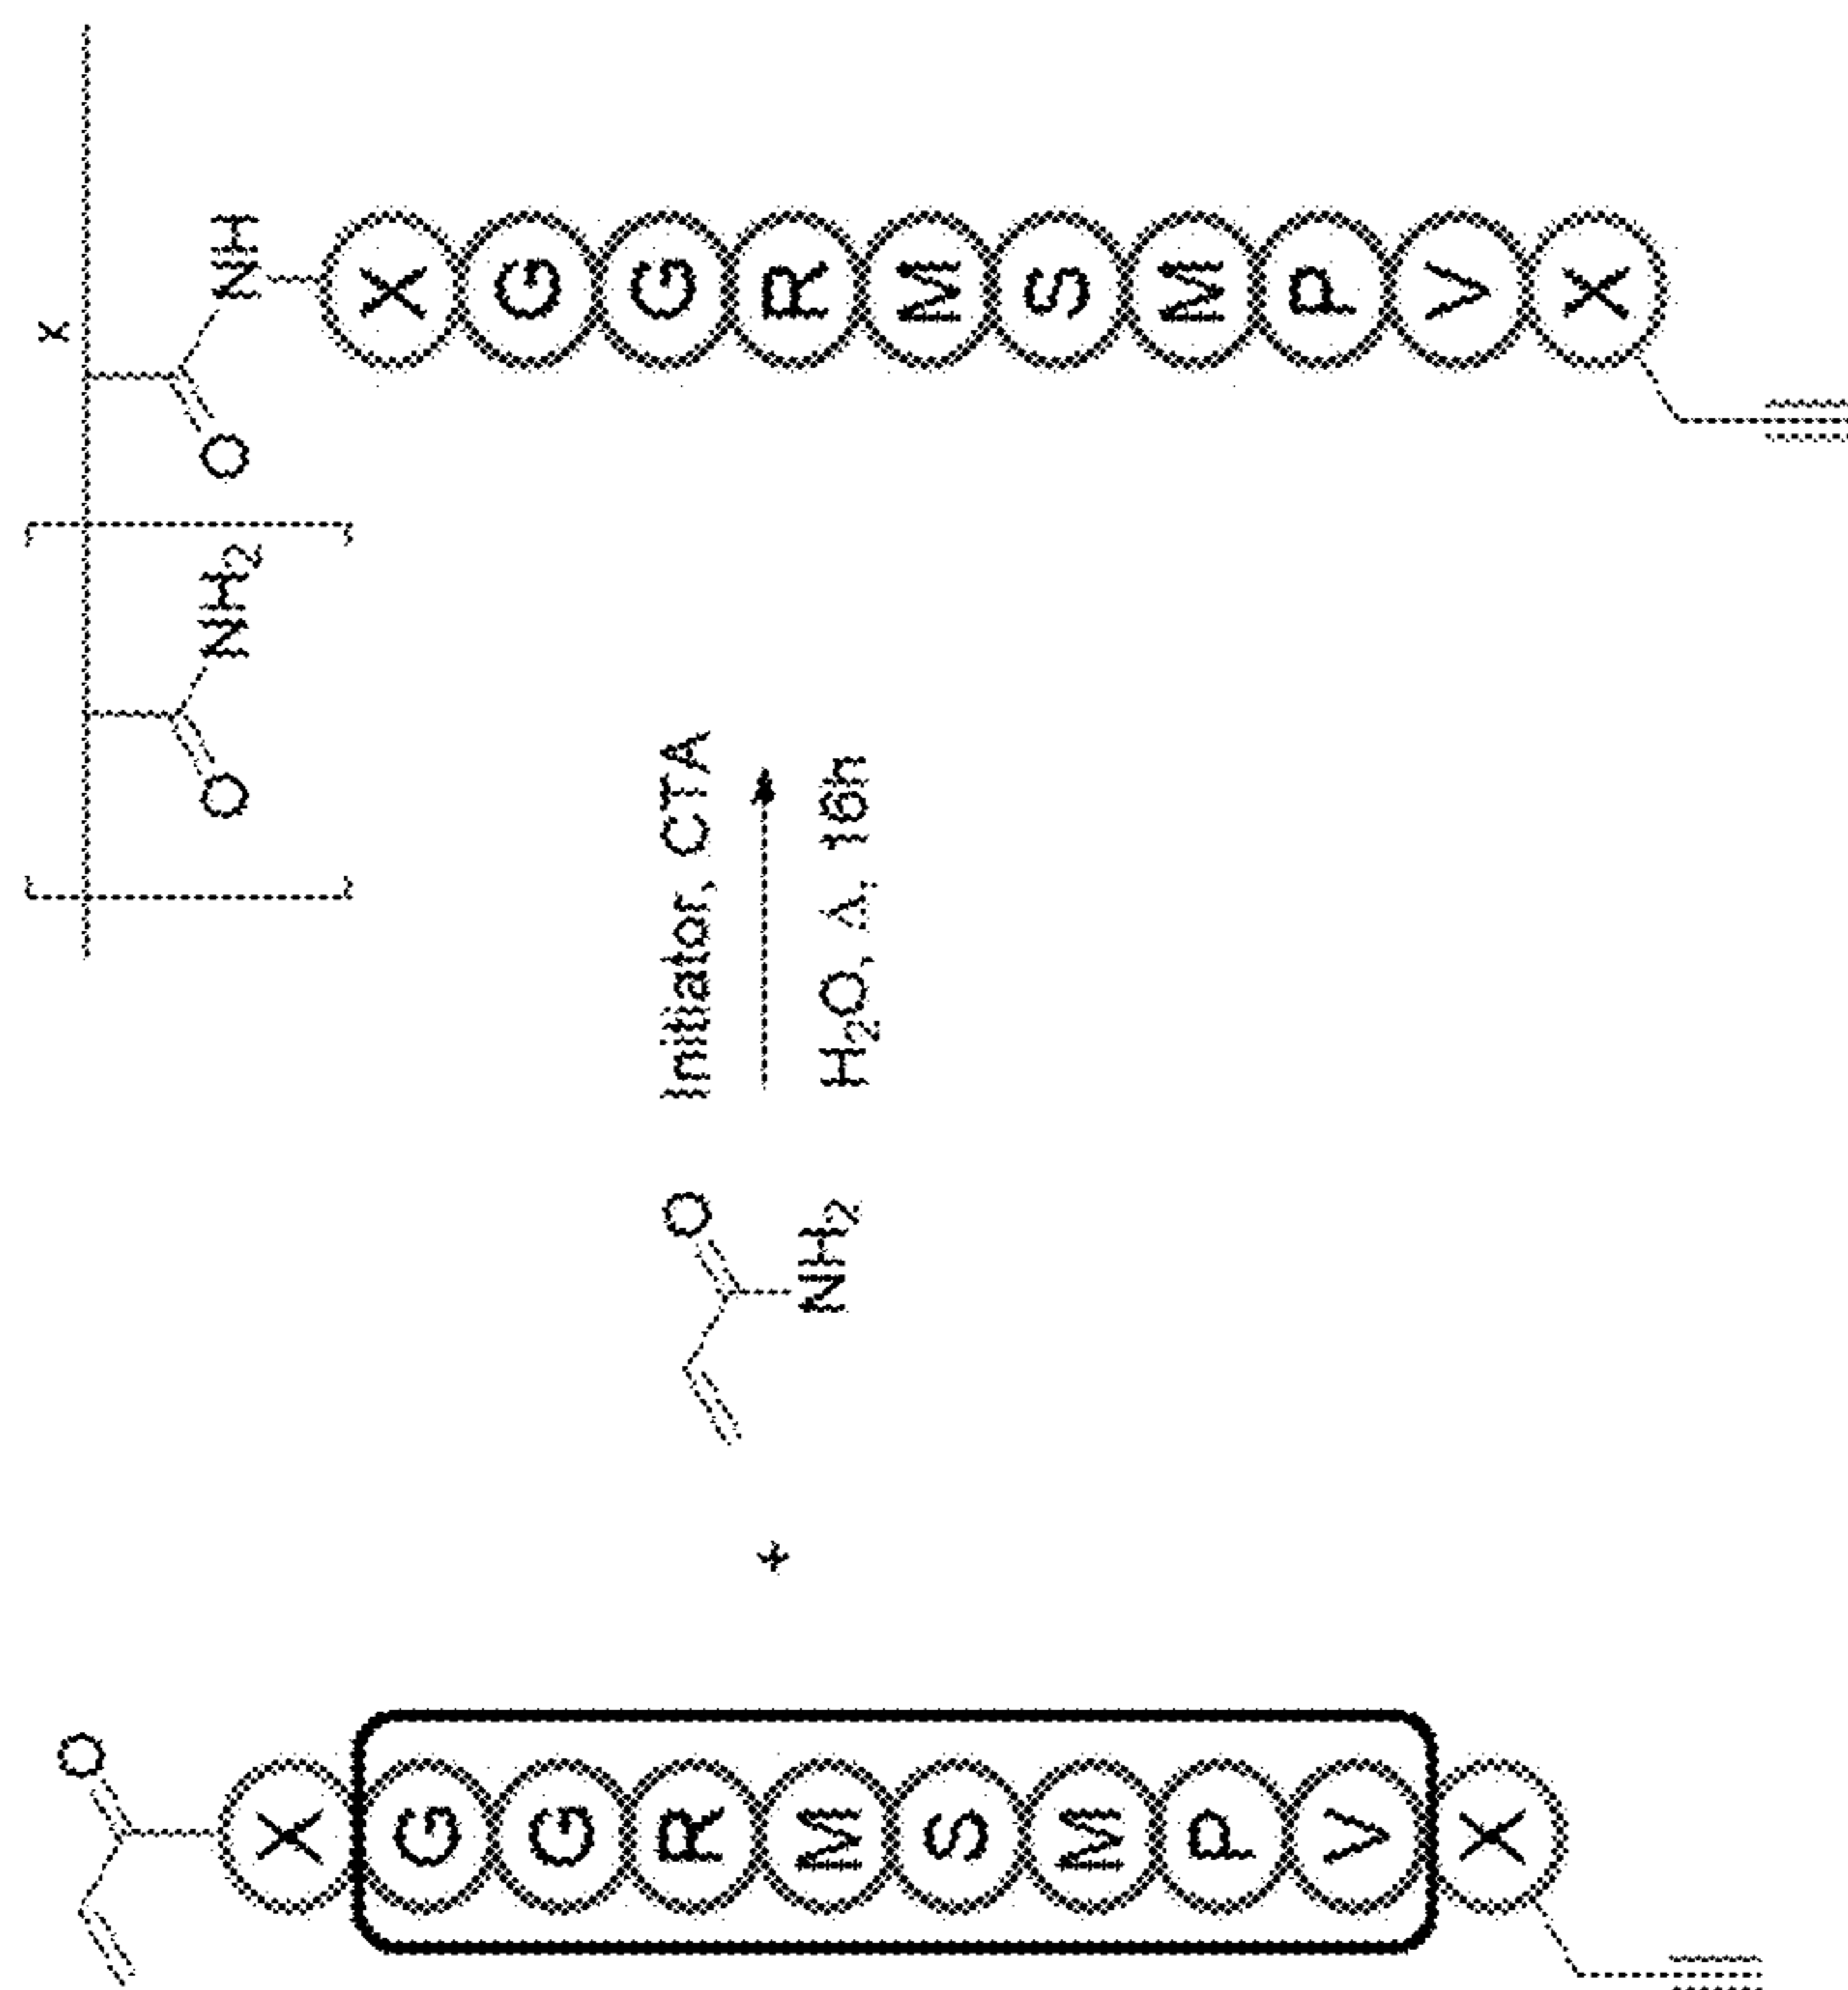 O
X
G
G
R
M
S
M
P
V
X
+
O
NH₂
Initiator, CTA
H₂O, Δ, 16h
x
O NH₂
O NH
X
G
G
R
M
S
M
P
V
X